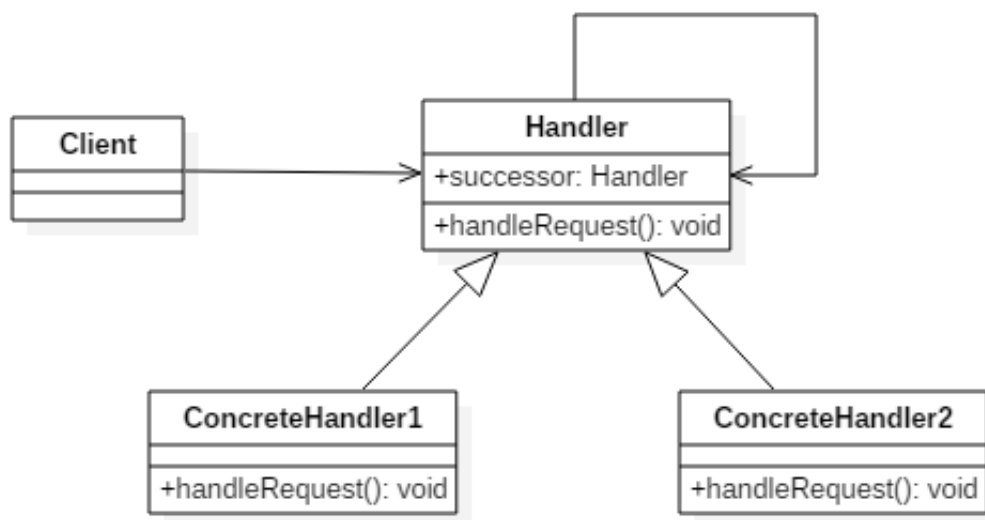 Client
Handler
+successor: Handler
+handleRequest(): void
ConcreteHandler1
+handleRequest(): void
ConcreteHandler2
+handleRequest(): void